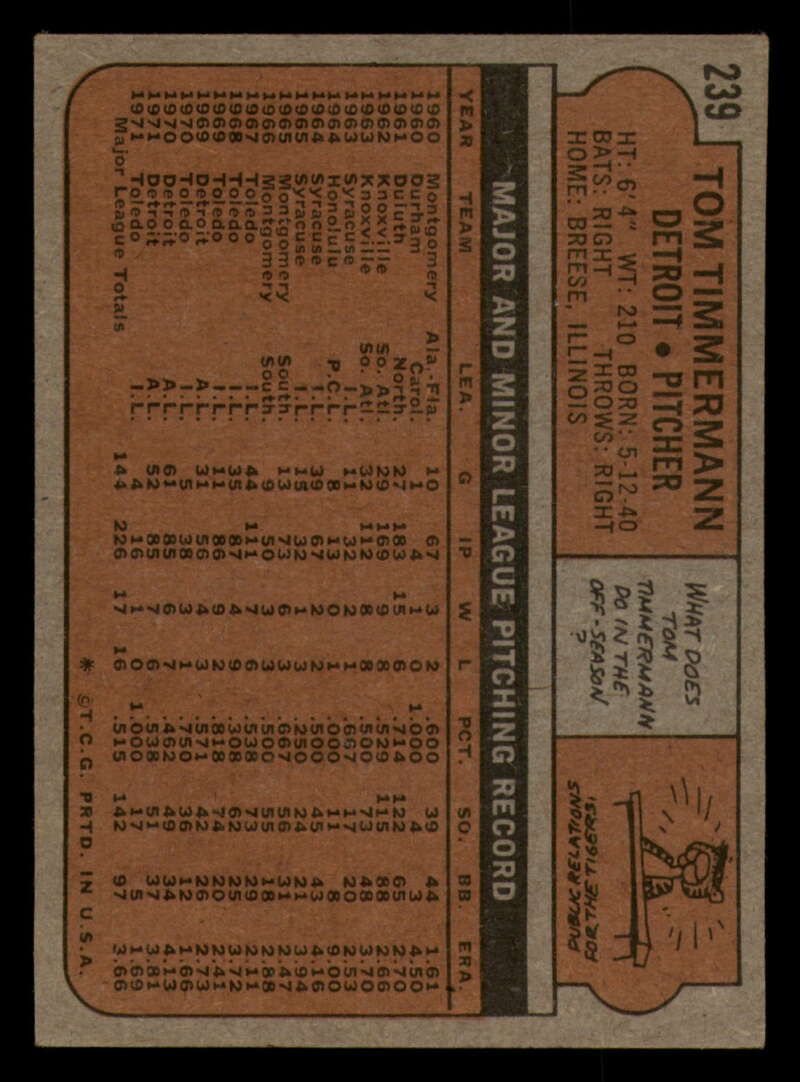 239
TOM TIMMERMANN
DETROIT • PITCHER
HT: 6'4" WT: 210 BORN: 5-12-40
BATS: RIGHT THROWS: RIGHT
HOME: BREESE, ILLINOIS
WHAT DOES
TOM
TIMMERMANN
DO IN THE
OFF-SEASON
?
PUBLIC RELATIONS
FOR THE TIGERS.
MAJOR AND MINOR LEAGUE PITCHING RECORD
YEAR TEAM LEA. G IP W L PCT. SO. BB. ERA
1960 Montgomery Ala.-Fla. 10 67 3 2 .600 39 44 1.61
1960 Durham Carol. 1 4 1 0 1.000 4 3 4.50
1961 Duluth North. 27 183 15 6 .714 122 65 2.70
1962 Knoxville So. Atl. 29 169 9 8 .529 115 88 2.66
1963 Knoxville So. Atl. 32 112 8 8 .500 73 48 3.70
1963 Syracuse I.L. 11 32 2 1 .667 17 20 2.53
1964 Honolulu P.C.L. 8 13 0 1 .000 11 8 9.00
1964 Syracuse I.L. 39 67 2 2 .500 45 43 4.16
1965 Syracuse I.L. 15 32 1 3 .250 24 21 3.94
1965 Montgomery South. 13 73 6 3 .667 56 31 2.47
1966 Montgomery South. 9 50 3 3 .500 55 18 2.88
1967 Toledo I.L. 44 111 7 6 .538 73 29 2.11
1968 Toledo I.L. 35 87 4 9 .308 62 25 3.72
1969 Toledo I.L. 11 86 9 2 .818 74 20 2.41
1969 Detroit A.L. 31 56 4 3 .571 42 26 2.73
1970 Toledo I.L. 5 38 3 1 .750 36 12 1.66
1970 Detroit A.L. 61 85 6 7 .462 49 34 4.13
1971 Detroit A.L. 52 85 7 6 .538 51 37 3.81
1971 Toledo I.L. 4 16 1 0 1.000 17 5 1.69
Major League Totals 144 226 17 16 .515 142 97 3.66
* ©T.C.G. PRTD. IN U.S.A.